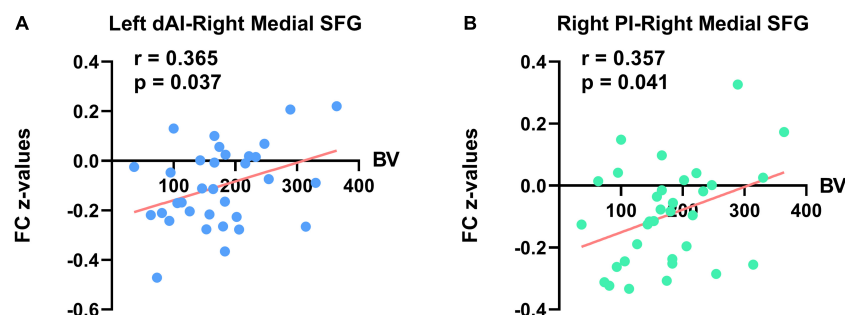 A
Left dAI-Right Medial SFG
r = 0.365
p = 0.037
FC z-values
0.4
0.2
0.0
-0.2
-0.4
-0.6
100
200
300
400
BV
B
Right PI-Right Medial SFG
r = 0.357
p = 0.041
FC z-values
0.4
0.2
0.0
-0.2
-0.4
100
200
300
400
BV